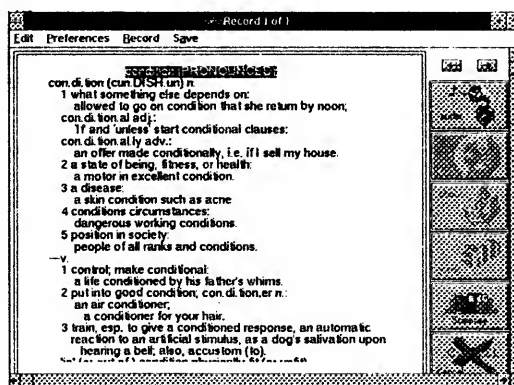 Record 1 of 1
Edit Preferences Record Save
PRONOUNCED:
con.di.tion (cun.DISH.un) n.
1 what something else depends on:
allowed to go on condition that she return by noon;
con.di.tion.al adj.:
'If and 'unless' start conditional clauses:
con.di.tion.al.ly adv.:
an offer made conditionally, i.e. if I sell my house.
2 a state of being, fitness, or health:
a motor in excellent condition.
3 a disease:
a skin condition such as acne
4 conditions circumstances:
dangerous working conditions.
5 position in society:
people of all ranks and conditions.
—v.
1 control; make conditional:
a life conditioned by his father's whims.
2 put into good condition; con.di.tion.er n.:
an air conditioner;
a conditioner for your hair.
3 train, esp. to give a conditioned response, an automatic
reaction to an artificial stimulus, as a dog's salivation upon
hearing a bell; also, accustom (to).